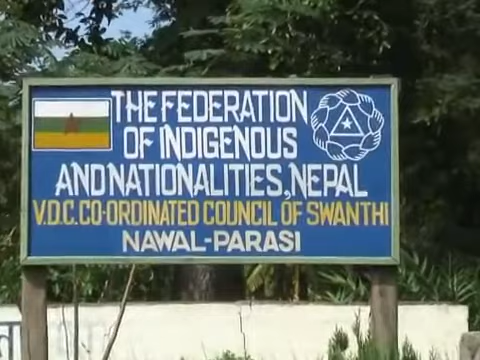 THE FEDERATION
OF INDIGENOUS
AND NATIONALITIES, NEPAL
V.D.C. CO-ORDINATED COUNCIL OF SWANTHI
NAWAL-PARASI